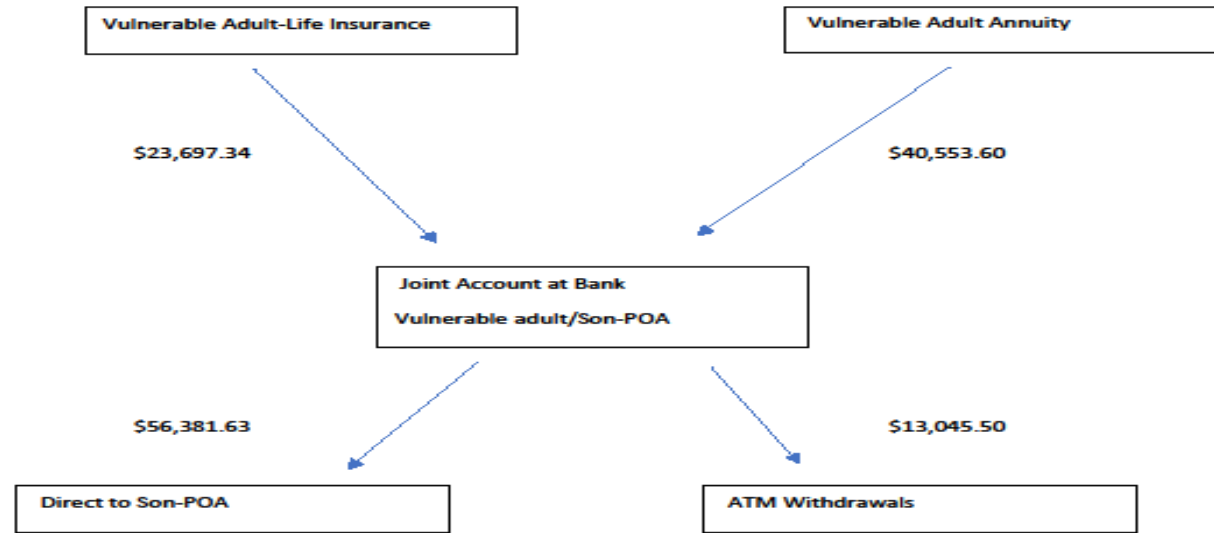 Vulnerable Adult-Life Insurance
Vulnerable Adult Annuity
$23,697.34
$40,553.60
Joint Account at Bank
Vulnerable adult/Son-POA
$56,381.63
$13,045.50
Direct to Son-POA
ATM Withdrawals